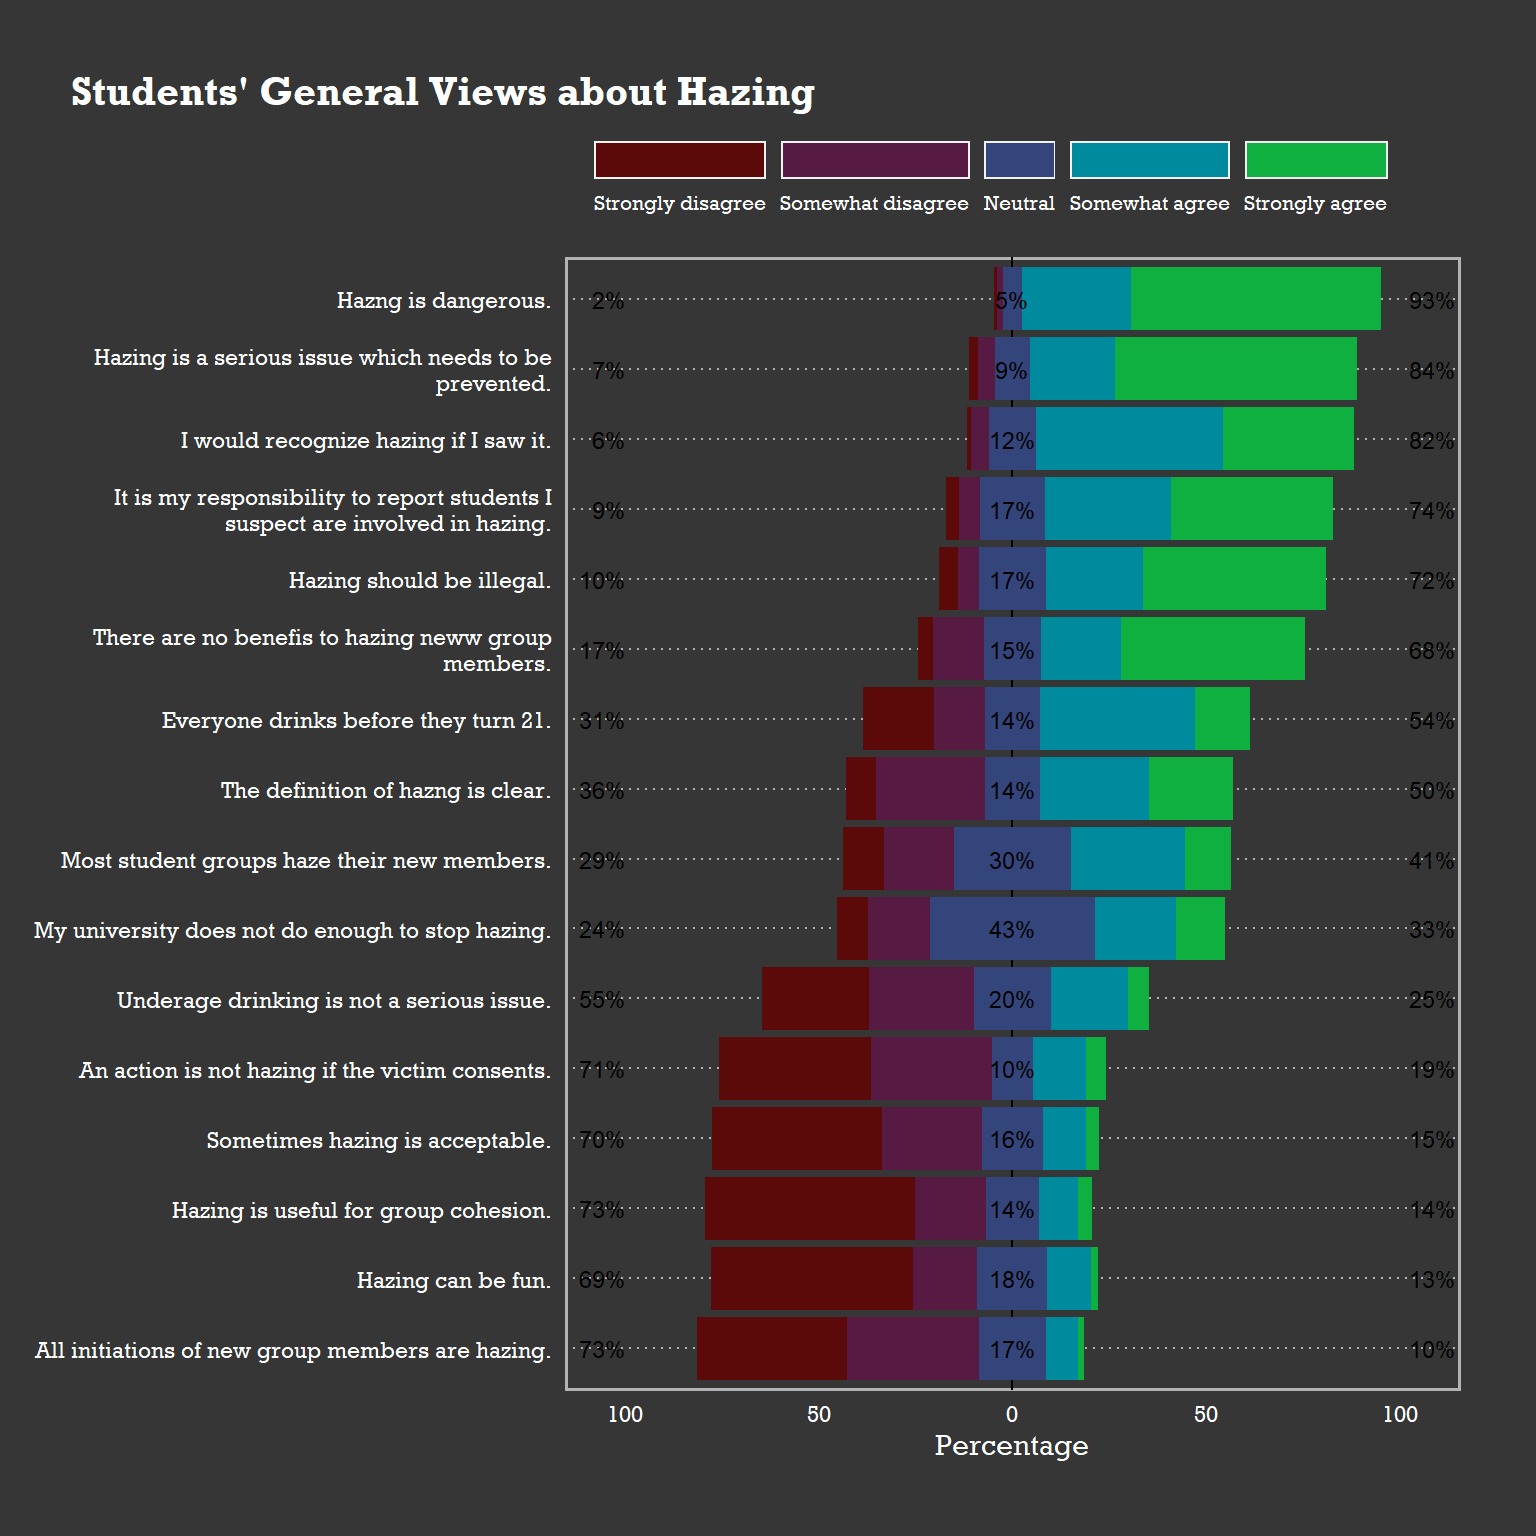 Students' General Views about Hazing
Strongly disagree Somewhat disagree Neutral Somewhat agree Strongly agree
Hazng is dangerous. 2% 5% 93%
Hazing is a serious issue which needs to be
prevented. 7% 9% 84%
I would recognize hazing if I saw it. 6% 12% 82%
It is my responsibility to report students I
suspect are involved in hazing. 9% 17% 74%
Hazing should be illegal. 10% 17% 72%
There are no benefis to hazing neww group
members. 17% 15% 68%
Everyone drinks before they turn 21. 31% 14% 54%
The definition of hazng is clear. 36% 14% 50%
Most student groups haze their new members. 29% 30% 41%
My university does not do enough to stop hazing. 24% 43% 33%
Underage drinking is not a serious issue. 55% 20% 25%
An action is not hazing if the victim consents. 71% 10% 19%
Sometimes hazing is acceptable. 70% 16% 15%
Hazing is useful for group cohesion. 73% 14% 14%
Hazing can be fun. 69% 18% 13%
All initiations of new group members are hazing. 73% 17% 10%
100 50 0 50 100
Percentage